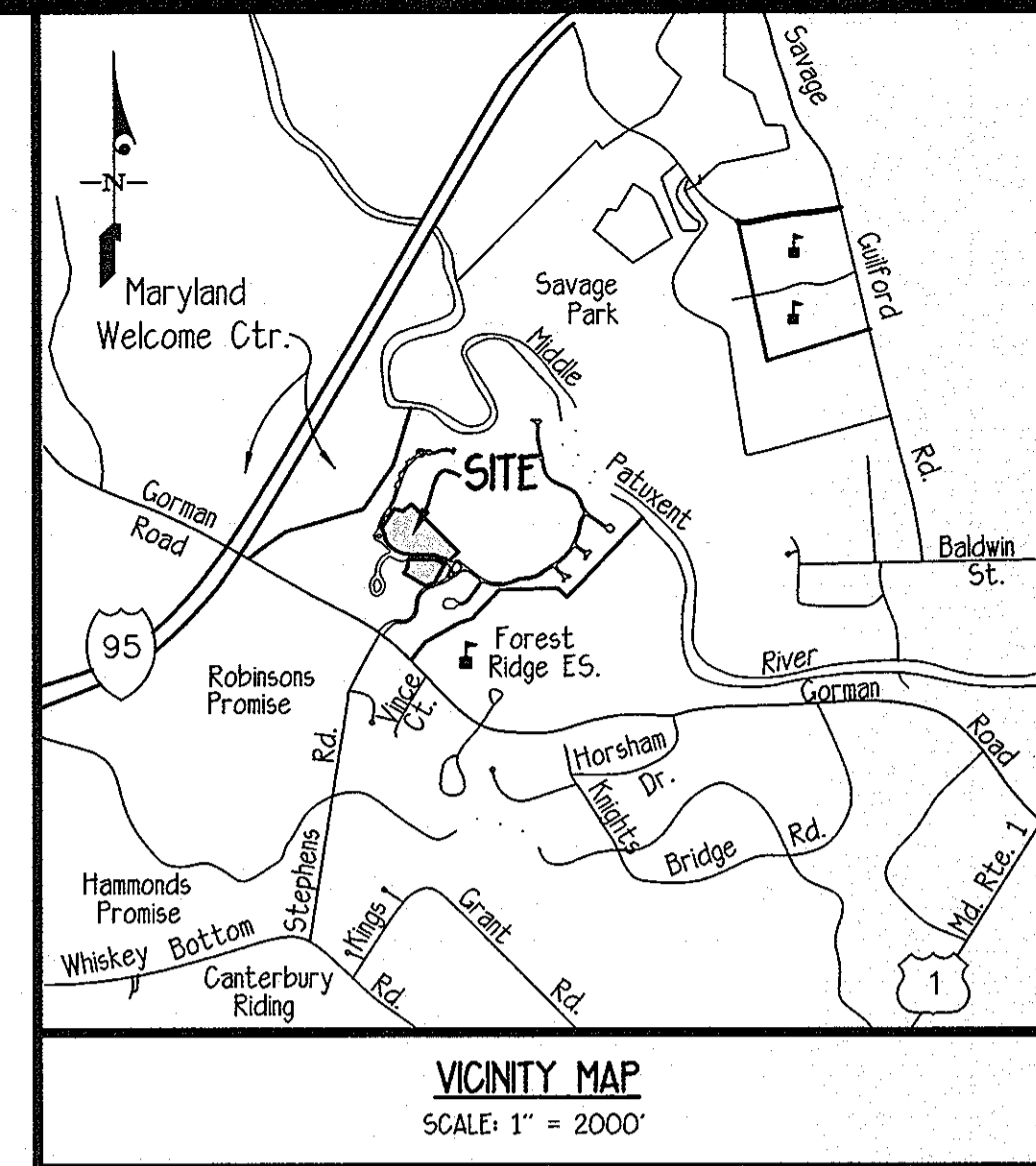 Savage
N
Guilford
Rd.
Maryland
Welcome Ctr.
Savage
Park
Middle
SITE
Patuxent
Gorman
Road
Baldwin
St.
95
Forest
Ridge ES.
River
Robinsons
Promise
Gorman
Road
Vince
Ct.
Rd.
Stephens
Horsham
Dr.
Knights
Bridge
Rd.
Hammonds
Promise
Whiskey Bottom
Rd.
Kings
Grant
Rd.
Canterbury
Riding
Md. Rte. 1
1
VICINITY MAP
SCALE: 1" = 2000'